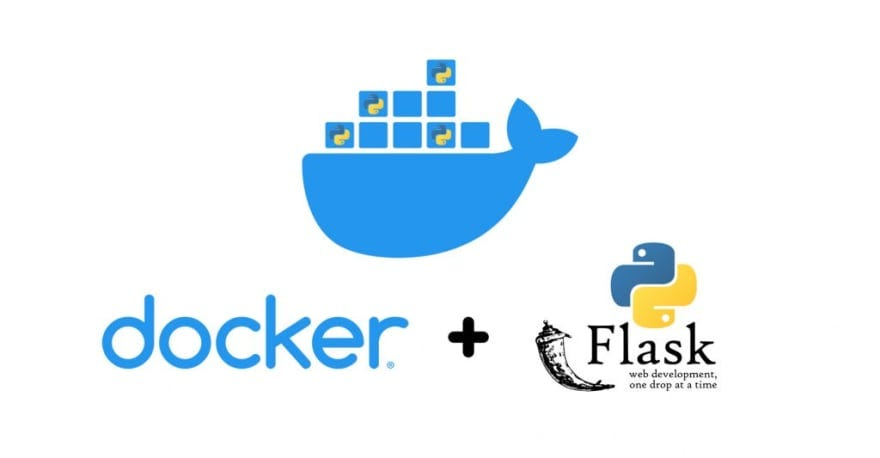 docker®
+
Flask
web development,
one drop at a time